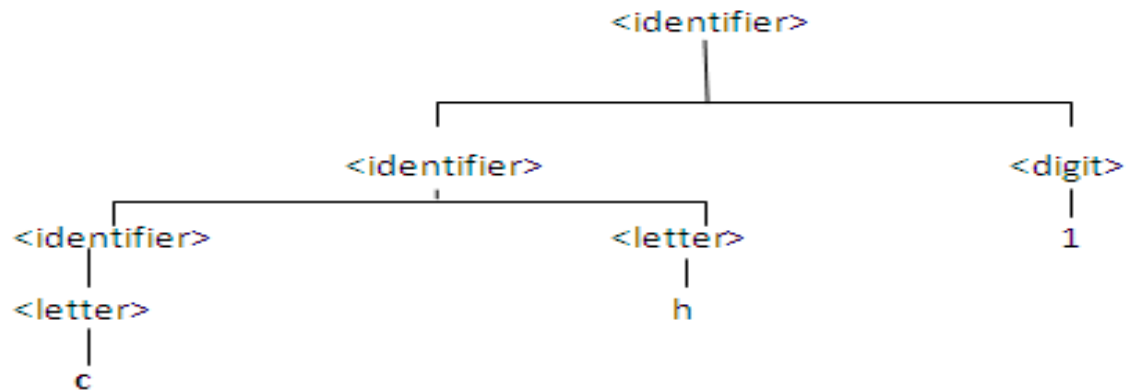 <identifier>
<identifier> <digit>
<identifier> <letter> 1
<letter> h
c